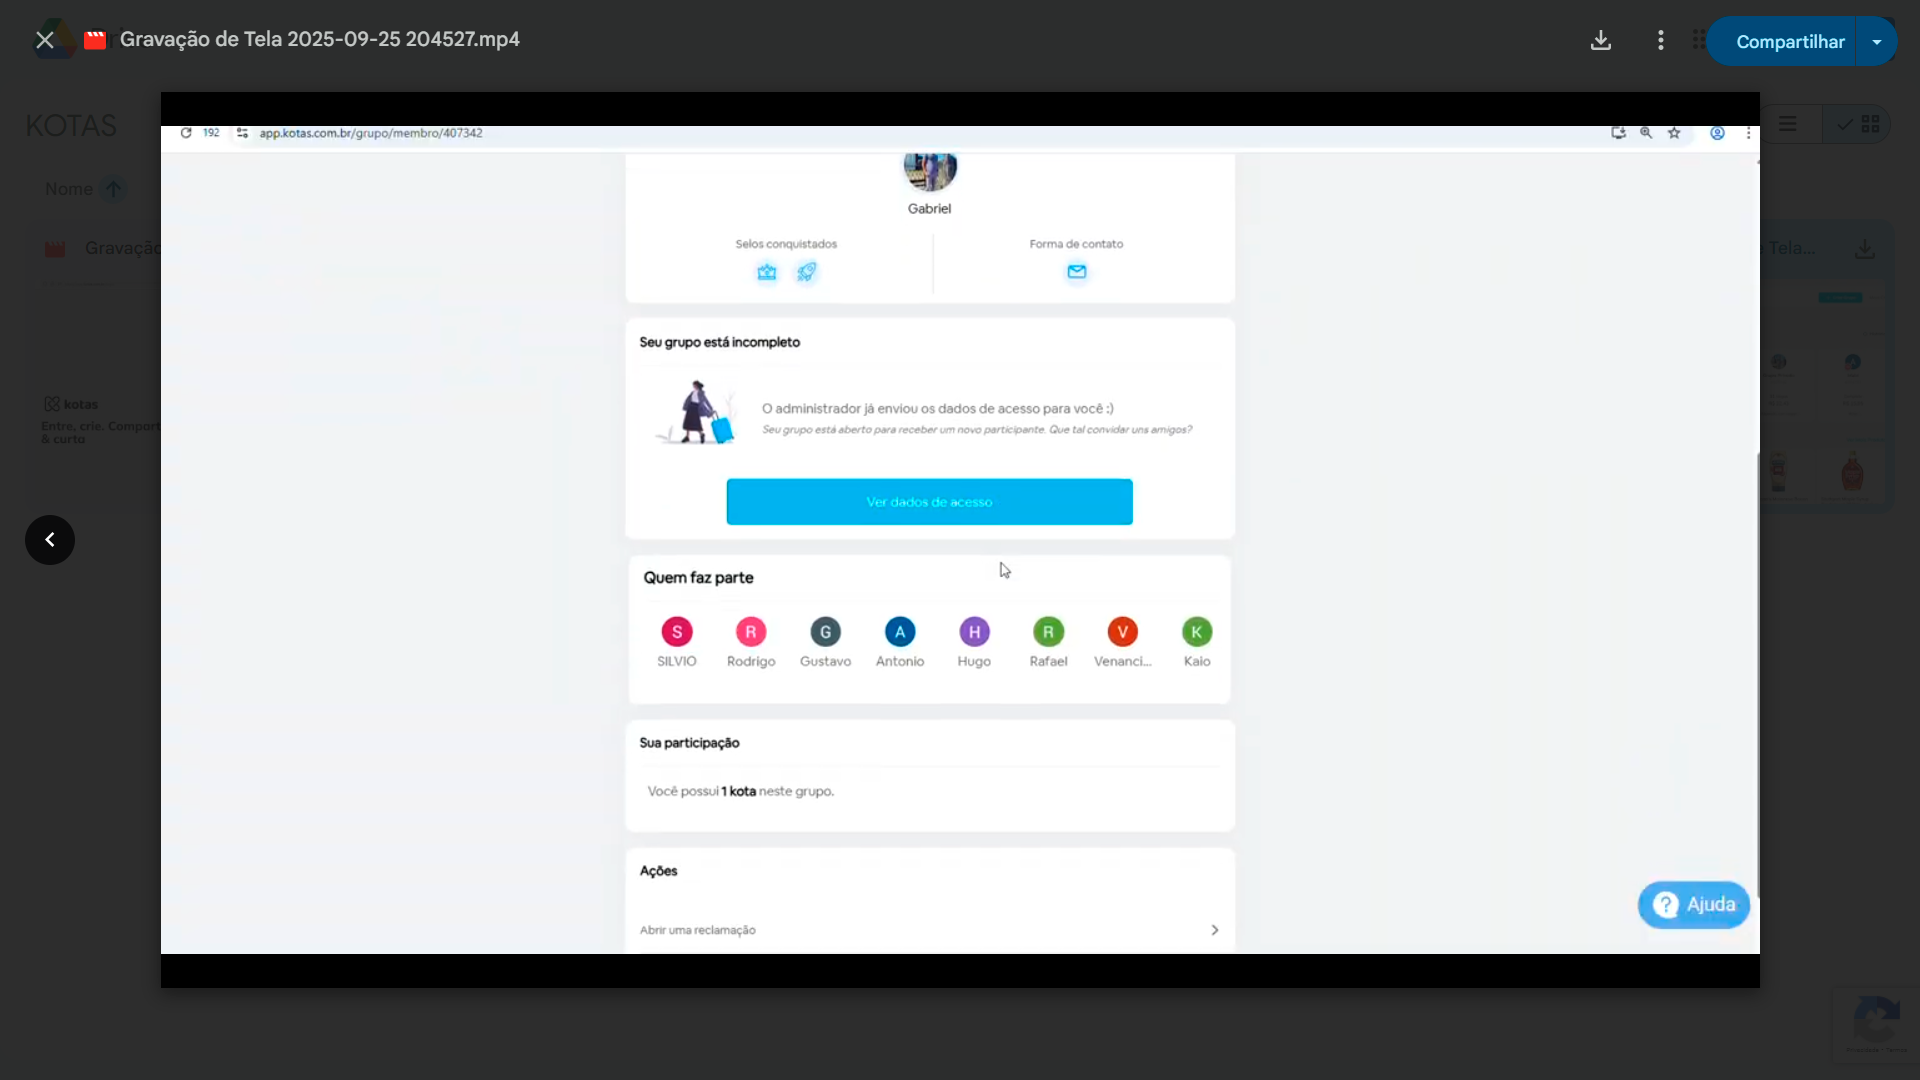 Gravação de Tela 2025-09-25 204527.mp4
Compartilhar
KOTAS
192
app.kotas.com.br/grupo/membro/407342
Nome
Gabriel
Selos conquistados
Forma de contato
Gravação
Tela...
Seu grupo está incompleto
O administrador já enviou os dados de acesso para você :)
Seu grupo está aberto para receber um novo participante. Que tal convidar uns amigos?
kotas
Entre, crie. Compart
& curta
Ver dados de acesso
Quem faz parte
S
R
G
A
H
R
V
K
SILVIO
Rodrigo
Gustavo
Antonio
Hugo
Rafael
Venanci...
Kaio
Sua participação
Você possui 1 kota neste grupo.
Ações
Abrir uma reclamação
? Ajuda